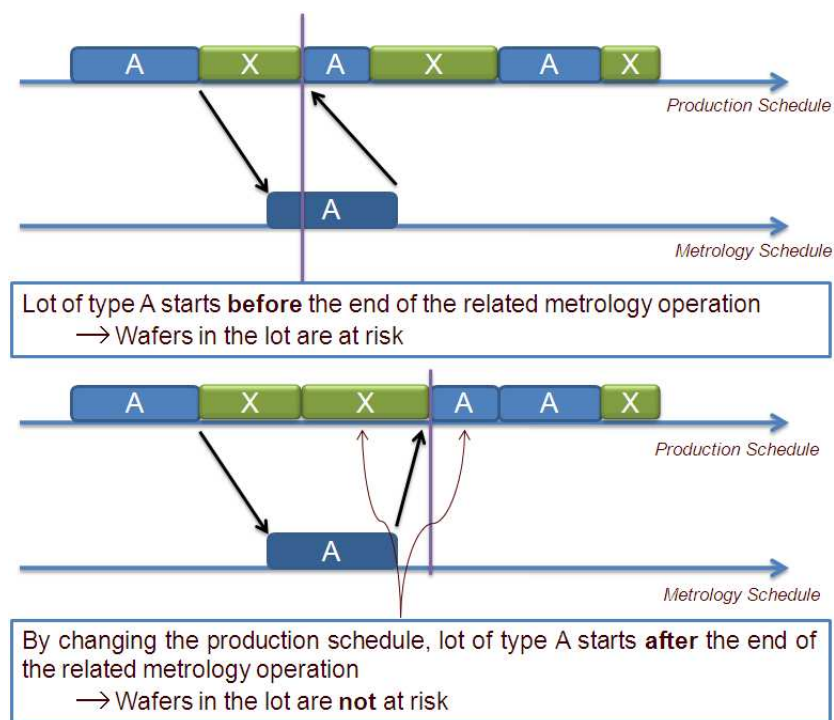 A X A X A X
Production Schedule
A
Metrology Schedule
Lot of type A starts before the end of the related metrology operation
→ Wafers in the lot are at risk
A X X A A X
Production Schedule
A
Metrology Schedule
By changing the production schedule, lot of type A starts after the end of
the related metrology operation
→ Wafers in the lot are not at risk